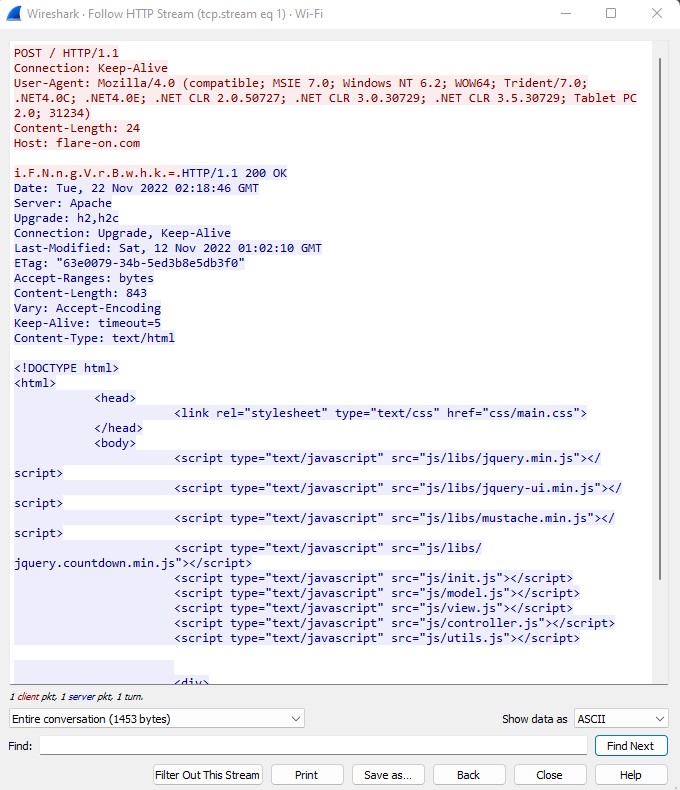 Wireshark · Follow HTTP Stream (tcp.stream eq 1) · Wi-Fi
POST / HTTP/1.1
Connection: Keep-Alive
User-Agent: Mozilla/4.0 (compatible; MSIE 7.0; Windows NT 6.2; WOW64; Trident/7.0;
.NET4.0C; .NET4.0E; .NET CLR 2.0.50727; .NET CLR 3.0.30729; .NET CLR 3.5.30729; Tablet PC
2.0; 31234)
Content-Length: 24
Host: flare-on.com
i.F.N.n.g.V.r.B.w.h.k.=.HTTP/1.1 200 OK
Date: Tue, 22 Nov 2022 02:18:46 GMT
Server: Apache
Upgrade: h2,h2c
Connection: Upgrade, Keep-Alive
Last-Modified: Sat, 12 Nov 2022 01:02:10 GMT
ETag: "63e0079-34b-5ed3b8e5db3f0"
Accept-Ranges: bytes
Content-Length: 843
Vary: Accept-Encoding
Keep-Alive: timeout=5
Content-Type: text/html
<!DOCTYPE html>
<html>
<head>
<link rel="stylesheet" type="text/css" href="css/main.css">
</head>
<body>
<script type="text/javascript" src="js/libs/jquery.min.js"></
script>
<script type="text/javascript" src="js/libs/jquery-ui.min.js"></
script>
<script type="text/javascript" src="js/libs/mustache.min.js"></
script>
<script type="text/javascript" src="js/libs/
jquery.countdown.min.js"></script>
<script type="text/javascript" src="js/init.js"></script>
<script type="text/javascript" src="js/model.js"></script>
<script type="text/javascript" src="js/view.js"></script>
<script type="text/javascript" src="js/controller.js"></script>
<script type="text/javascript" src="js/utils.js"></script>
<div>
1 client pkt, 1 server pkt, 1 turn.
Entire conversation (1453 bytes) Show data as ASCII
Find: Find Next
Filter Out This Stream Print Save as... Back Close Help